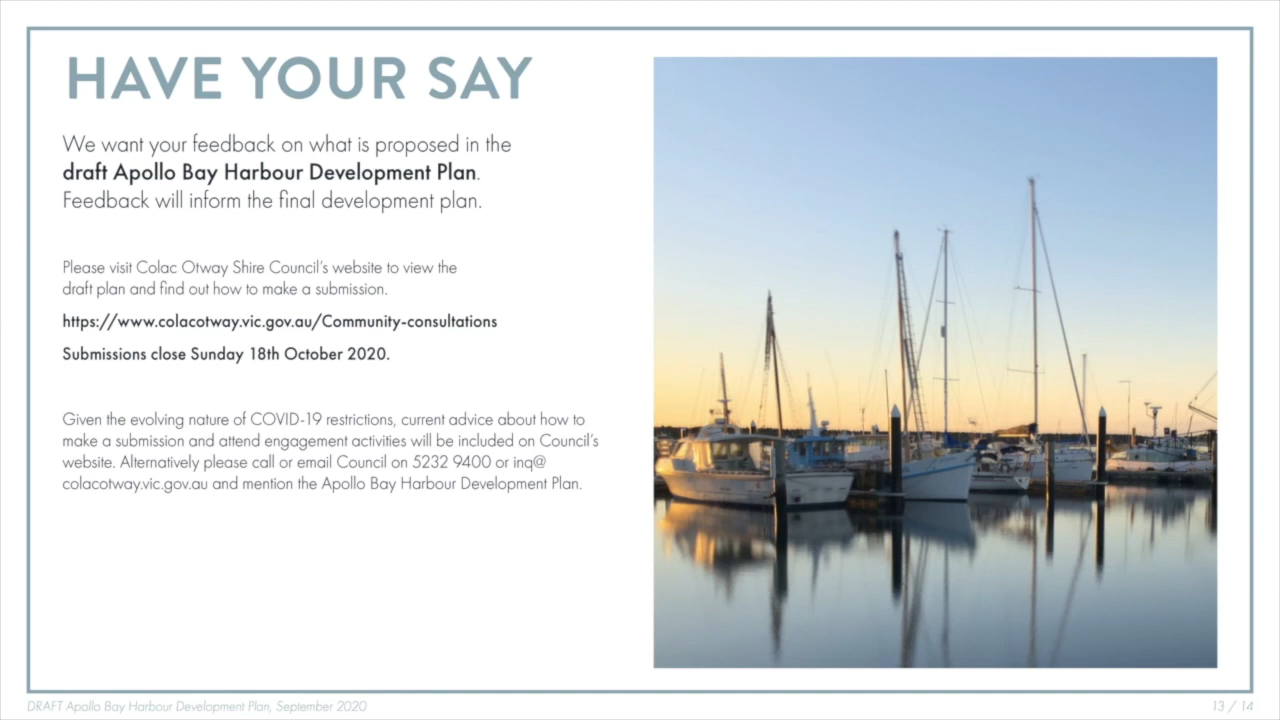 HAVE YOUR SAY
We want your feedback on what is proposed in the
draft Apollo Bay Harbour Development Plan.
Feedback will inform the final development plan.
Please visit Colac Otway Shire Council's website to view the
draft plan and find out how to make a submission.
https://www.colacotway.vic.gov.au/Community-consultations
Submissions close Sunday 18th October 2020.
Given the evolving nature of COVID-19 restrictions, current advice about how to
make a submission and attend engagement activities will be included on Council's
website. Alternatively please call or email Council on 5232 9400 or inq@
colacotway.vic.gov.au and mention the Apollo Bay Harbour Development Plan.
DRAFT Apollo Bay Harbour Development Plan, September 2020
13 / 14